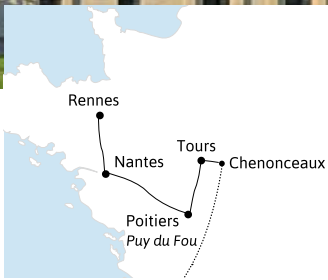 Rennes
Tours
Nantes
Chenonceaux
Poitiers
Puy du Fou